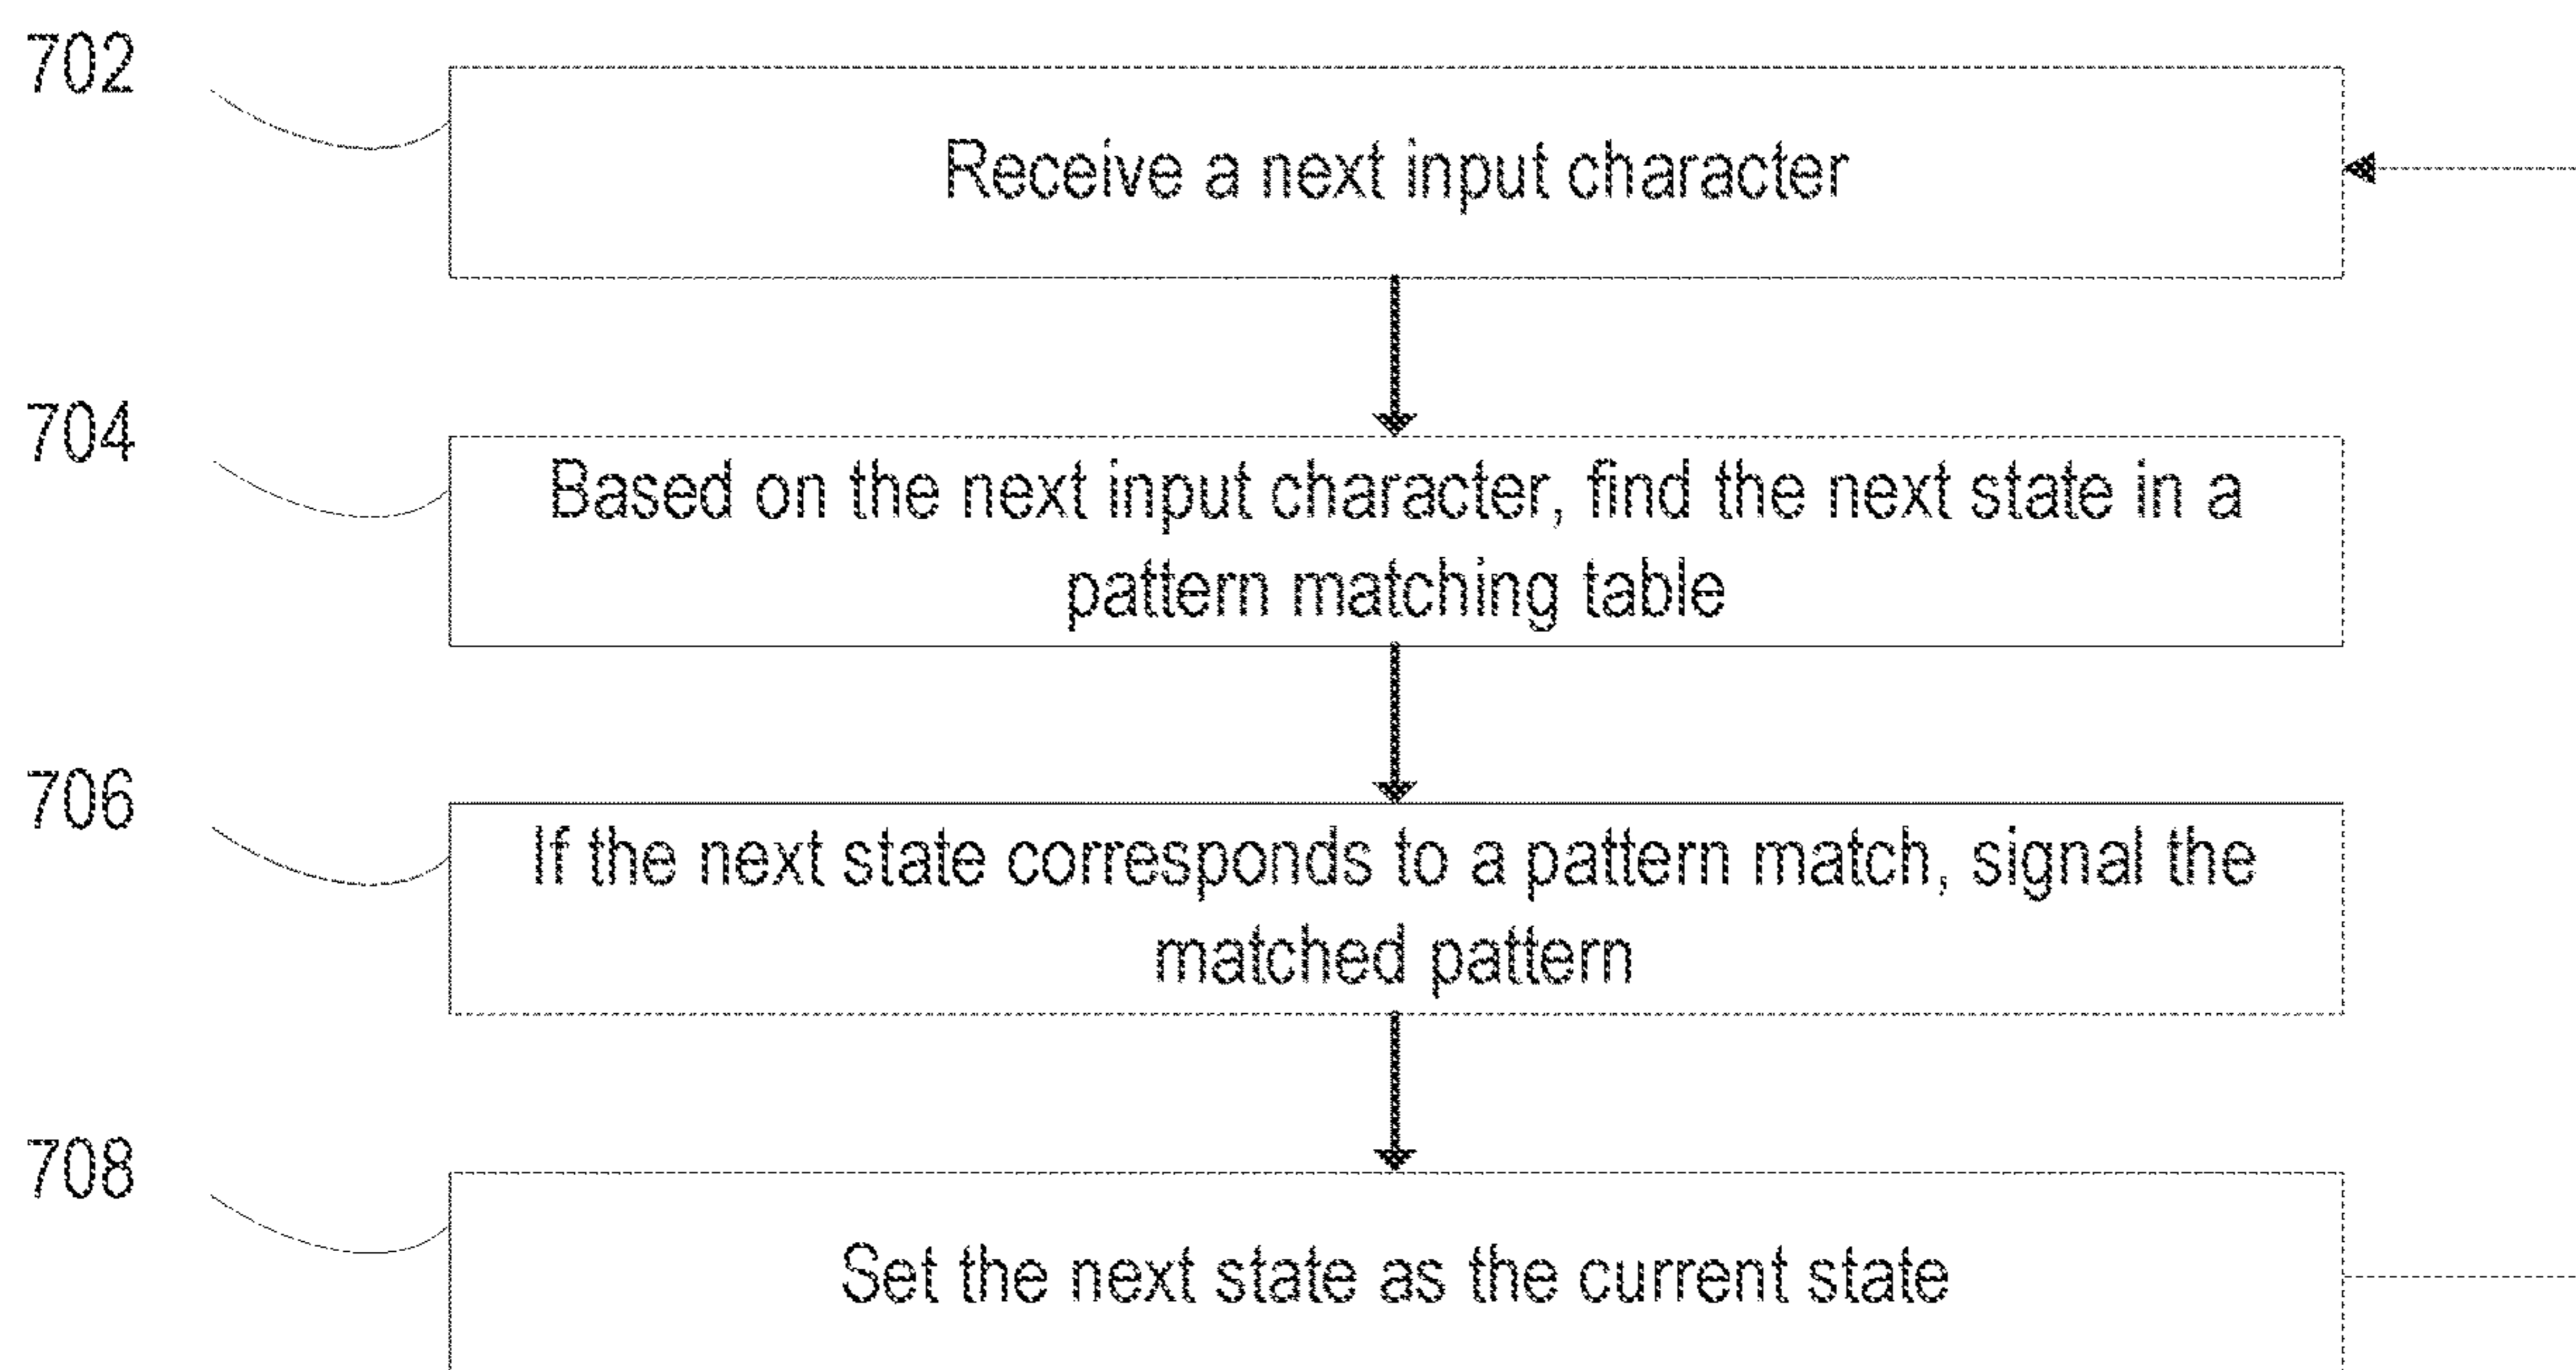 702
Receive a next input character
704
Based on the next input character, find the next state in a
pattern matching table
706
If the next state corresponds to a pattern match, signal the
matched pattern
708
Set the next state as the current state